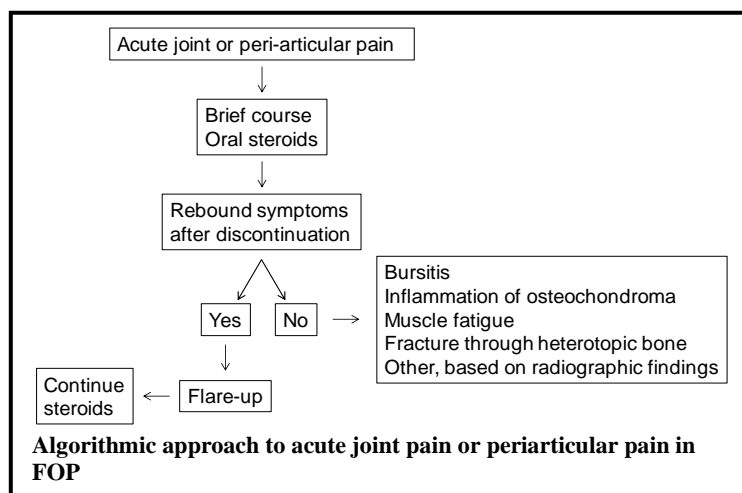 Acute joint or peri-articular pain
Brief course
Oral steroids
Rebound symptoms
after discontinuation
Yes
No
Bursitis
Inflammation of osteochondroma
Muscle fatigue
Fracture through heterotopic bone
Other, based on radiographic findings
Continue
steroids
Flare-up
Algorithmic approach to acute joint pain or periarticular pain in
FOP